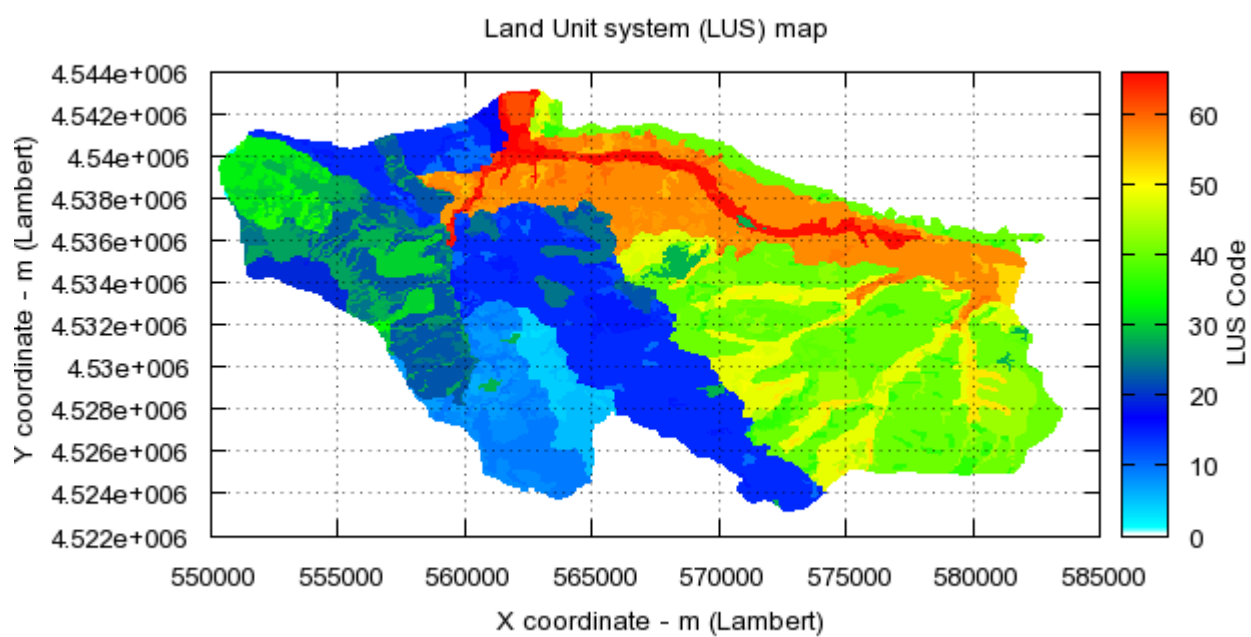 Land Unit system (LUS) map
4.544e+006
4.542e+006
4.54e+006
4.538e+006
4.536e+006
4.534e+006
4.532e+006
4.53e+006
4.528e+006
4.526e+006
4.524e+006
4.522e+006
Y coordinate - m (Lambert)
550000 555000 560000 565000 570000 575000 580000 585000
X coordinate - m (Lambert)
60
50
40
30
20
10
0
LUS Code